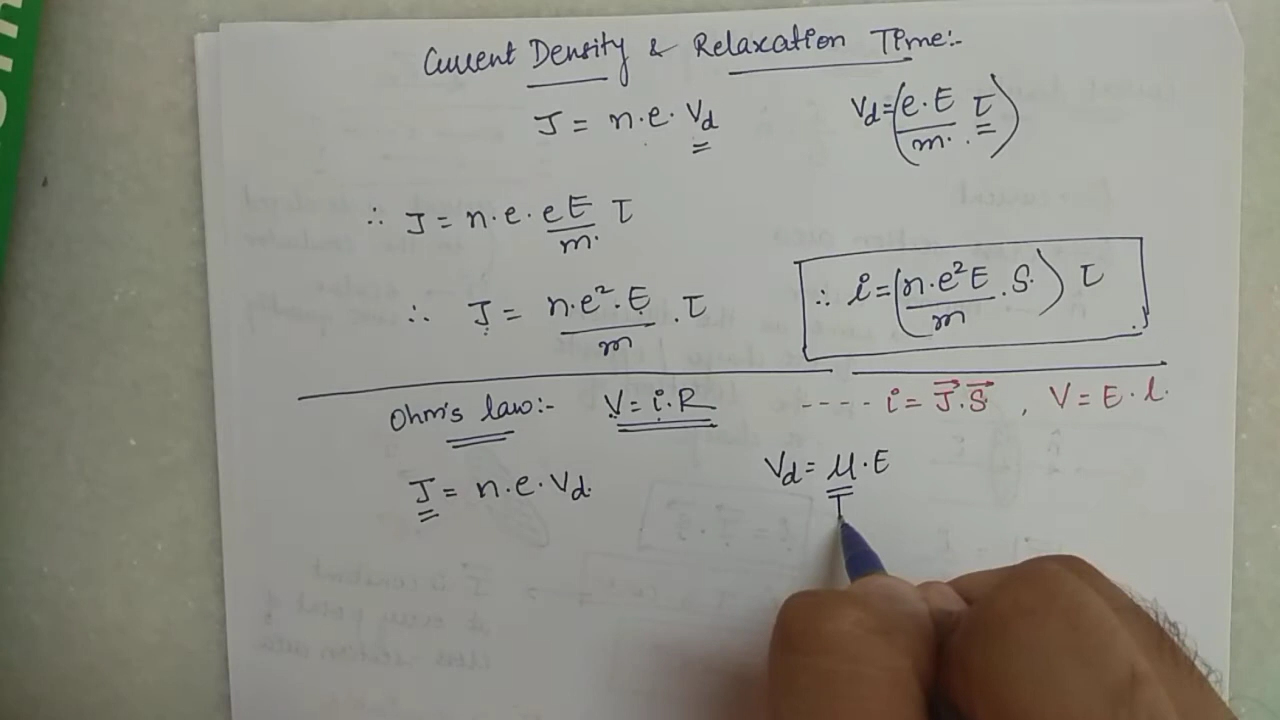 Current Density & Relaxation Time:-
J = n.e. Vd        Vd = (e.E/m. . τ)
∴ J = n.e. eE/m. τ
∴ J = n.e².E/m . τ        ∴ i = (n.e²E/m . S.) τ
Ohm's law:-    V = i.R    ---- i = J⃗.S⃗ , V = E.l.
J = n.e.Vd.        Vd = μ.E